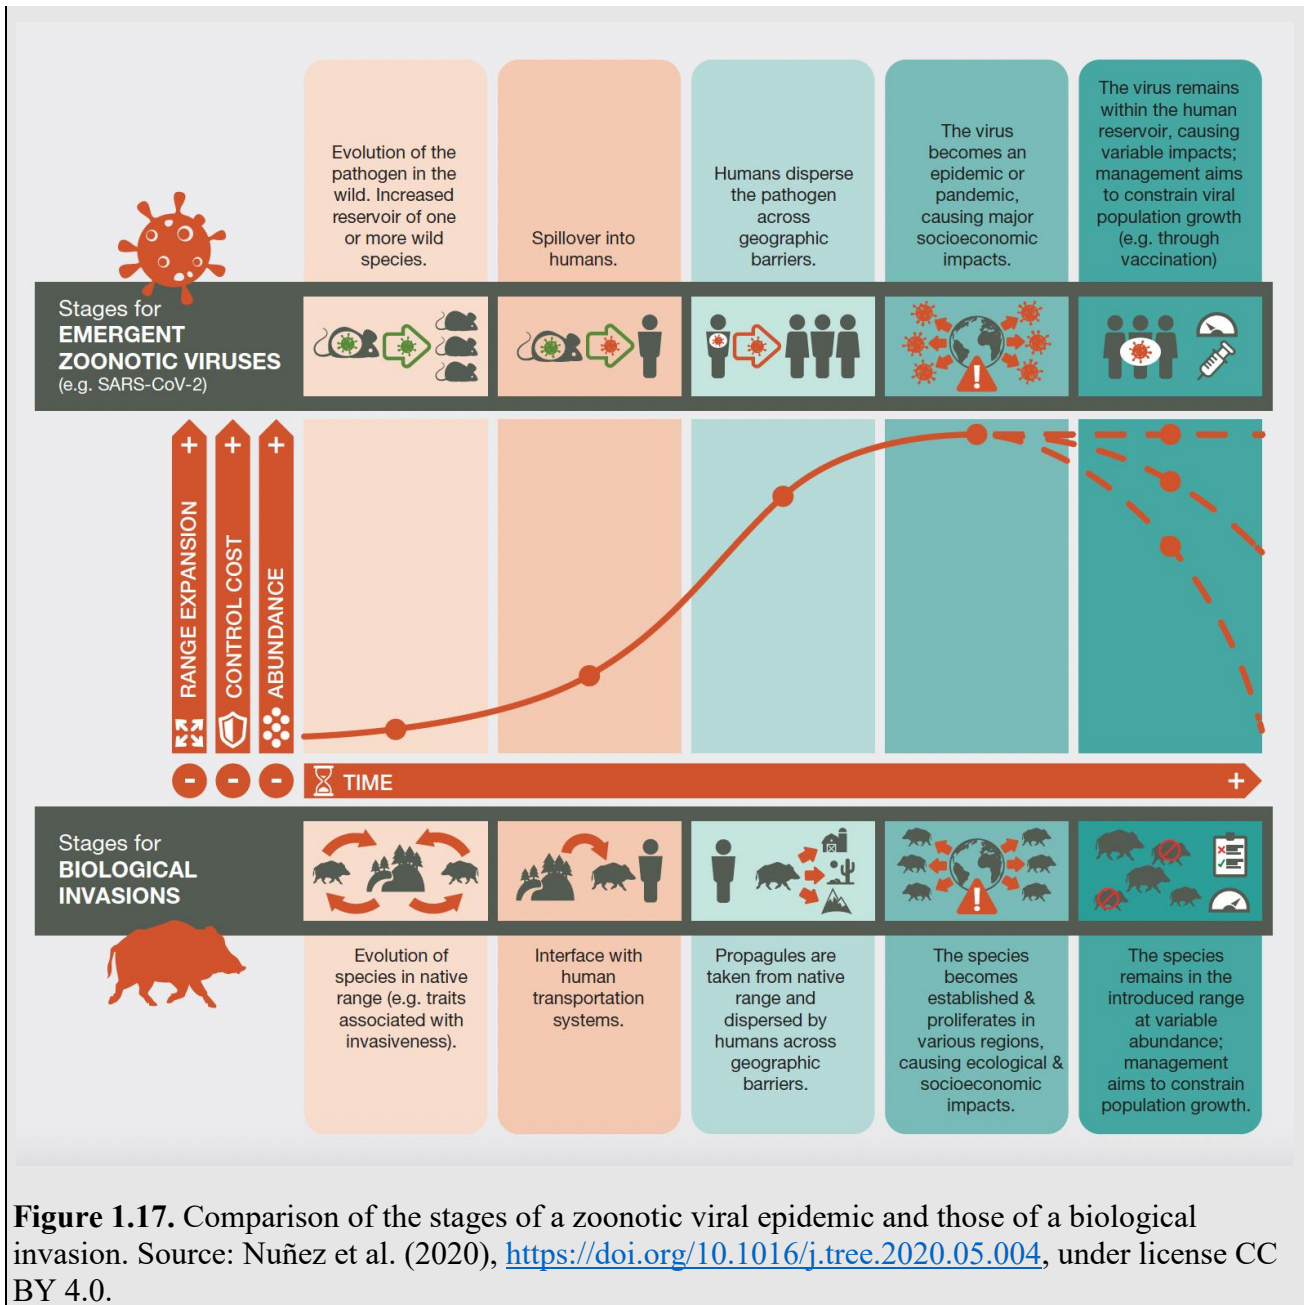 Evolution of the
pathogen in the
wild. Increased
reservoir of one
or more wild
species.
Spillover into
humans.
Humans disperse
the pathogen
across
geographic
barriers.
The virus
becomes an
epidemic or
pandemic,
causing major
socioeconomic
impacts.
The virus remains
within the human
reservoir, causing
variable impacts;
management aims
to constrain viral
population growth
(e.g. through
vaccination)
Stages for
EMERGENT
ZOONOTIC VIRUSES
(e.g. SARS-CoV-2)
+
+
+
RANGE EXPANSION
CONTROL COST
ABUNDANCE
-
-
-
TIME
+
Stages for
BIOLOGICAL
INVASIONS
Evolution of
species in native
range (e.g. traits
associated with
invasiveness).
Interface with
human
transportation
systems.
Propagules are
taken from native
range and
dispersed by
humans across
geographic
barriers.
The species
becomes
established &
proliferates in
various regions,
causing ecological &
socioeconomic
impacts.
The species
remains in the
introduced range
at variable
abundance;
management
aims to constrain
population growth.
Figure 1.17. Comparison of the stages of a zoonotic viral epidemic and those of a biological
invasion. Source: Nuñez et al. (2020), https://doi.org/10.1016/j.tree.2020.05.004, under license CC
BY 4.0.